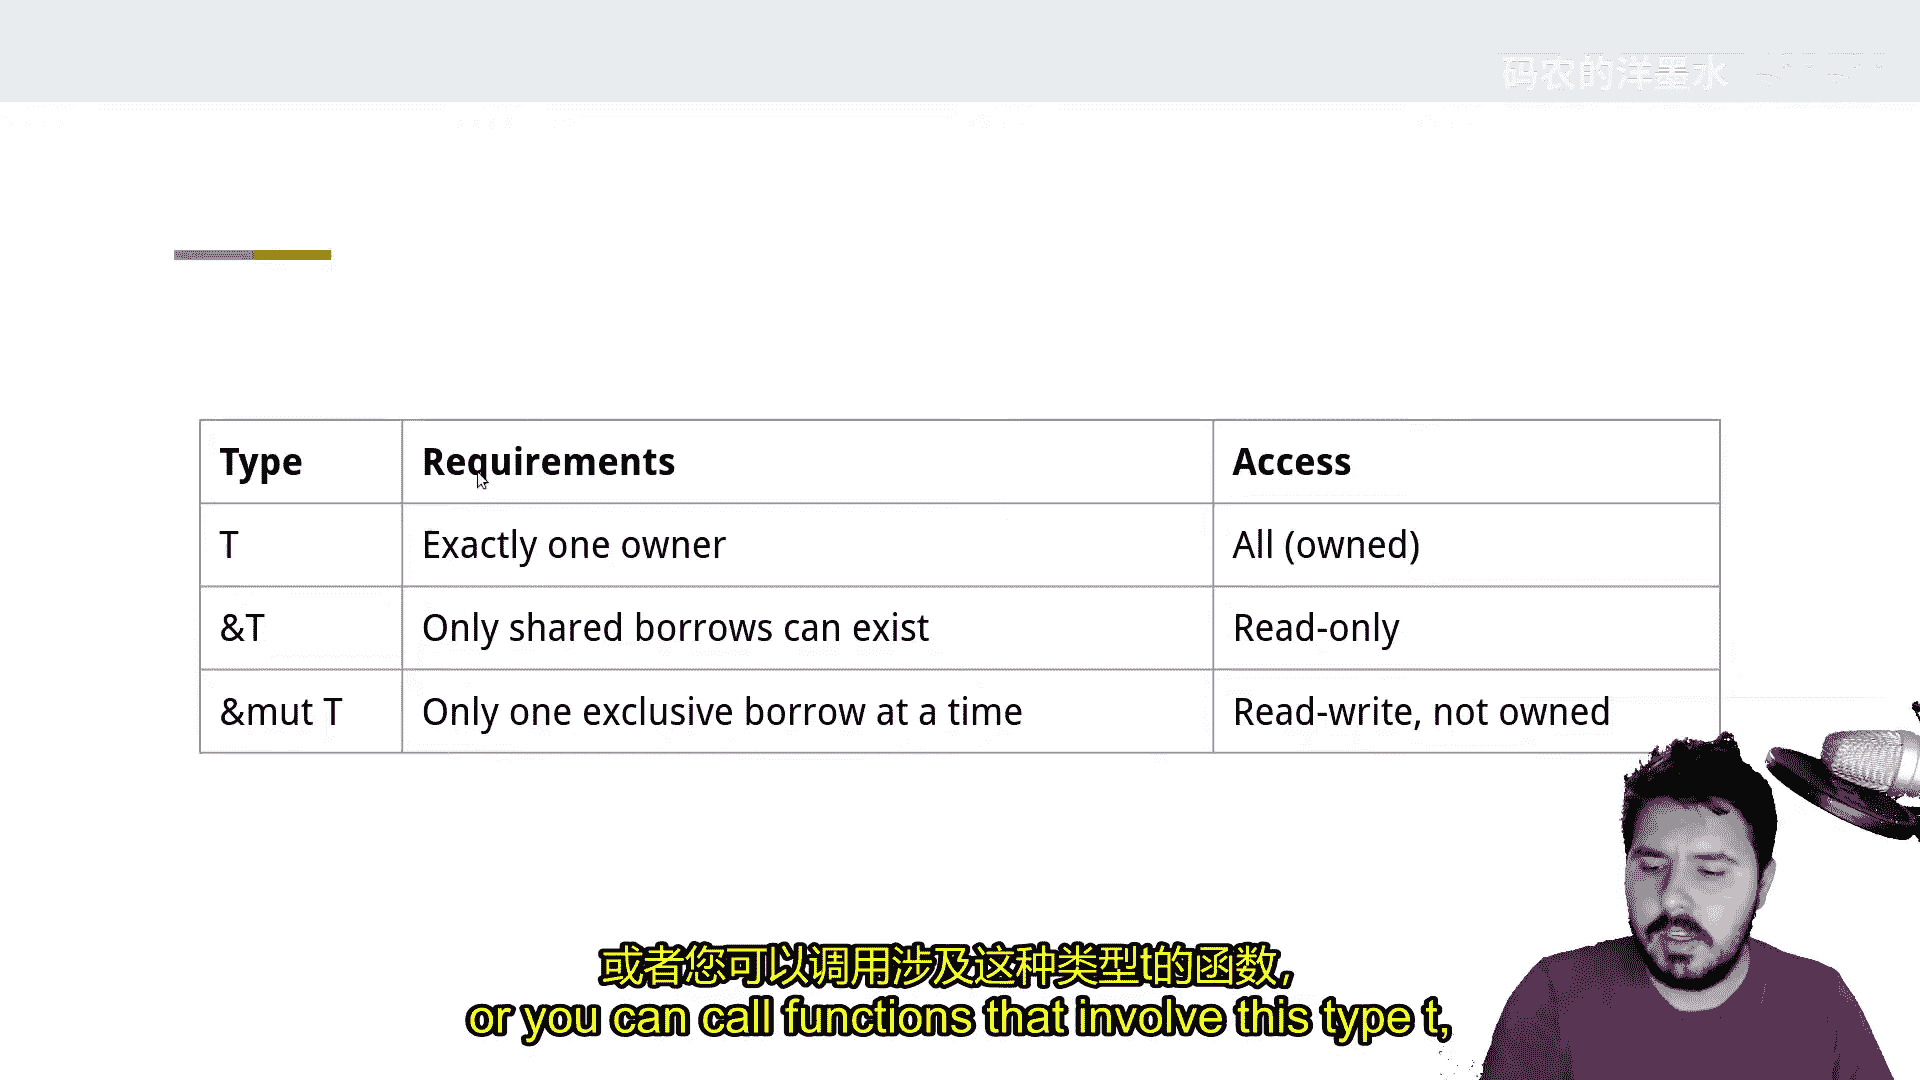 码农的洋墨水
Type Requirements Access
T Exactly one owner All (owned)
&T Only shared borrows can exist Read-only
&mut T Only one exclusive borrow at a time Read-write, not owned
或者您可以调用涉及这种类型t的函数，
or you can call functions that involve this type t,